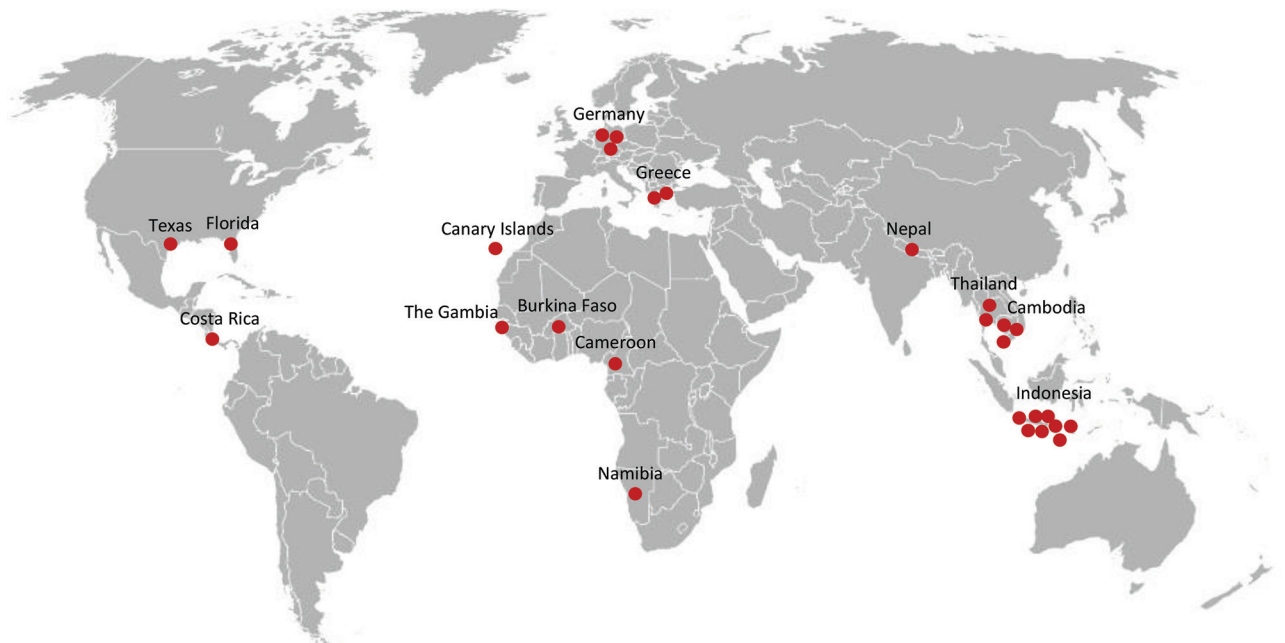 Germany
Greece
Texas
Florida
Canary Islands
Nepal
Thailand
The Gambia
Burkina Faso
Cambodia
Costa Rica
Cameroon
Indonesia
Namibia